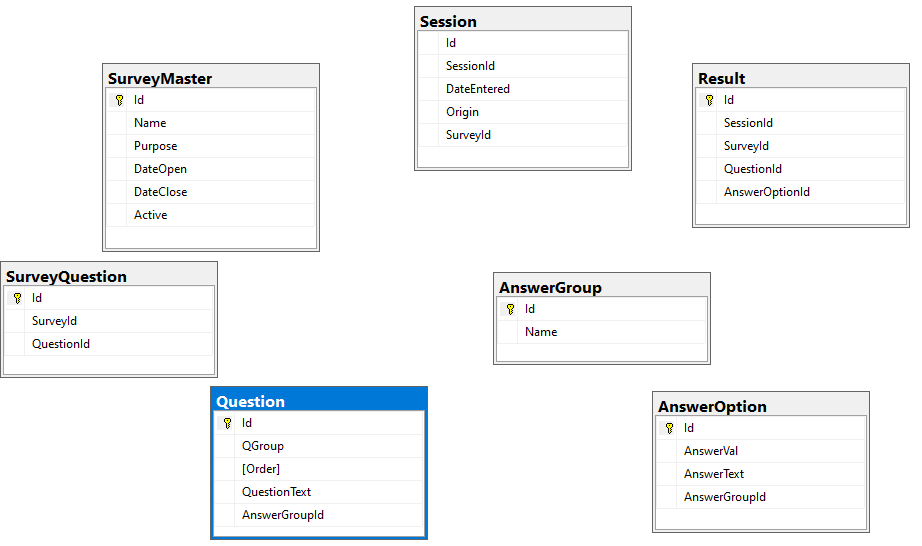 Session
Id
SessionId
DateEntered
Origin
SurveyId
SurveyMaster
Id
Name
Purpose
DateOpen
DateClose
Active
Result
Id
SessionId
SurveyId
QuestionId
AnswerOptionId
SurveyQuestion
Id
SurveyId
QuestionId
AnswerGroup
Id
Name
Question
Id
QGroup
[Order]
QuestionText
AnswerGroupId
AnswerOption
Id
AnswerVal
AnswerText
AnswerGroupId